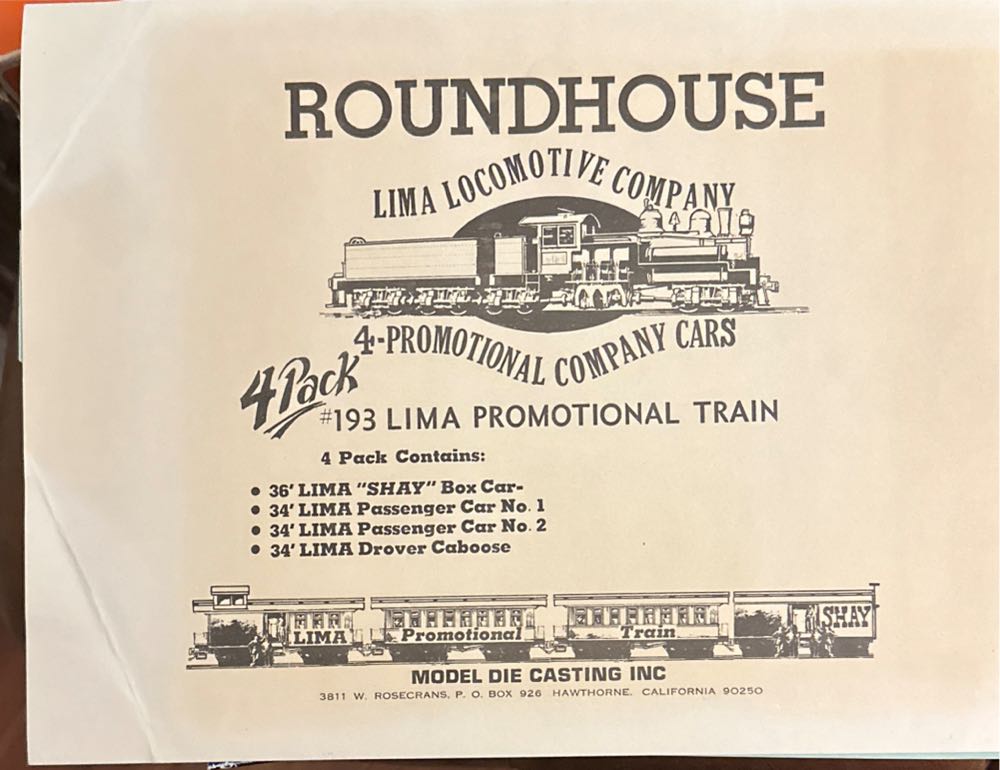 ROUNDHOUSE
LIMA LOCOMOTIVE COMPANY
4-PROMOTIONAL COMPANY CARS
4 Pack
#193 LIMA PROMOTIONAL TRAIN
4 Pack Contains:
• 36' LIMA "SHAY" Box Car-
• 34' LIMA Passenger Car No. 1
• 34' LIMA Passenger Car No. 2
• 34' LIMA Drover Caboose
LIMA Promotional Train SHAY
MODEL DIE CASTING INC
3811 W. ROSECRANS, P. O. BOX 926 HAWTHORNE, CALIFORNIA 90250